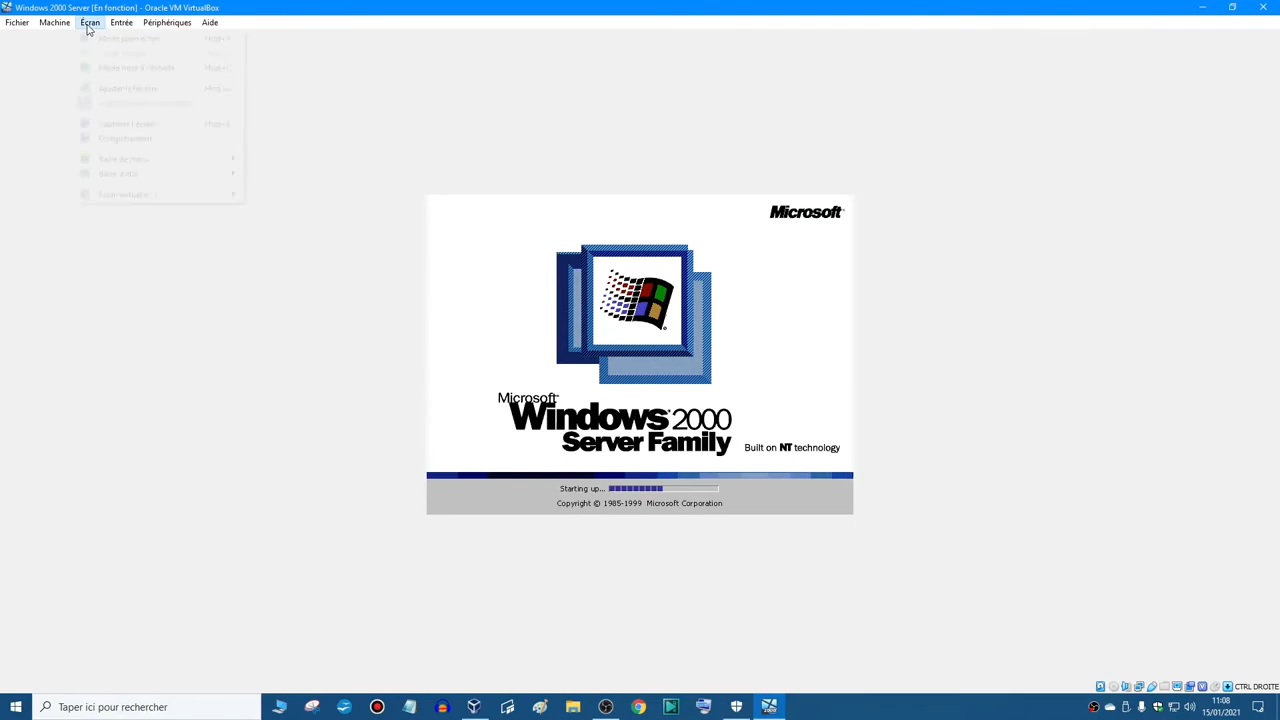 Windows 2000 Server [En fonction] - Oracle VM VirtualBox
Fichier Machine Écran Entrée Périphériques Aide
Microsoft
Microsoft
Windows 2000
Server Family
Built on NT technology
Starting up...
Copyright © 1985-1999 Microsoft Corporation
CTRL DROITE
Taper ici pour rechercher
2000
11:08
15/01/2021